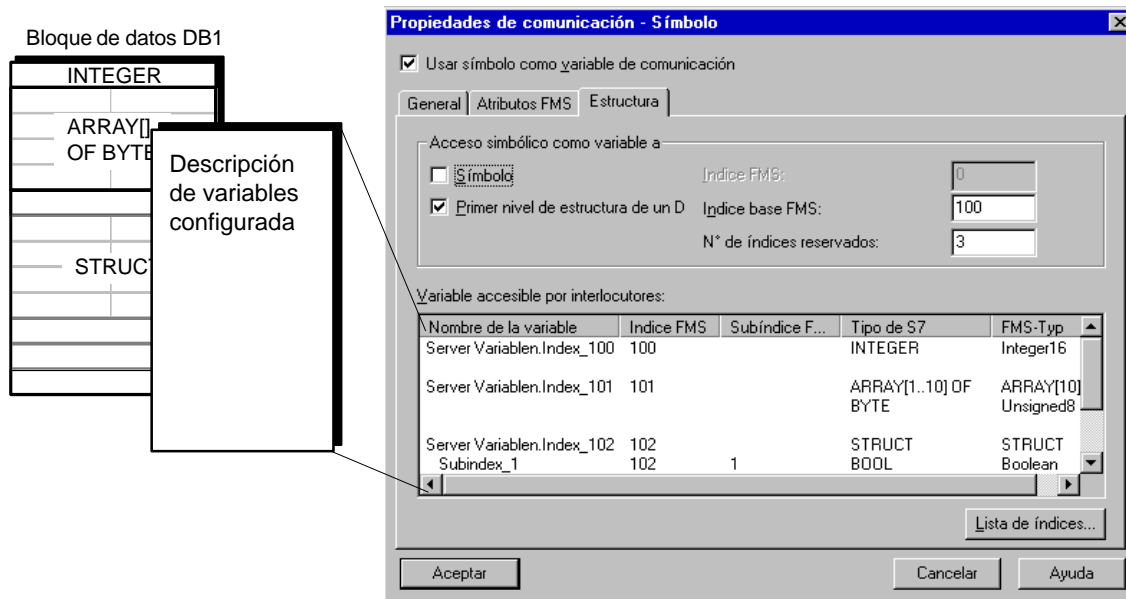 Bloque de datos DB1
INTEGER
ARRAY[]
OF BYTE
STRUCT
Descripción
de variables
configurada
Propiedades de comunicación - Símbolo
Usar símbolo como variable de comunicación
General Atributos FMS Estructura
Acceso simbólico como variable a
Símbolo Indice FMS: 0
Primer nivel de estructura de un D Indice base FMS: 100
N° de índices reservados: 3
Variable accesible por interlocutores:
Nombre de la variable Indice FMS Subíndice F... Tipo de S7 FMS-Typ
Server Variablen.Index_100 100 INTEGER Integer16
Server Variablen.Index_101 101 ARRAY[1..10] OF ARRAY[10]
BYTE Unsigned8
Server Variablen.Index_102 102 STRUCT STRUCT
Subindex_1 102 1 BOOL Boolean
Lista de índices...
Aceptar Cancelar Ayuda